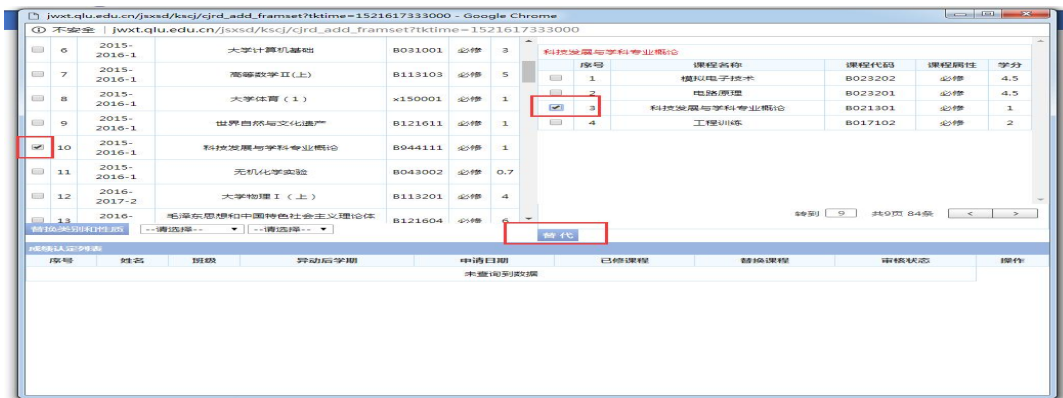 jwxt.qlu.edu.cn/jsxsd/kscj/cjrd_add_framset?tktime=1521617333000 - Google Chrome
不安全 | jwxt.qlu.edu.cn/jsxsd/kscj/cjrd_add_framset?tktime=1521617333000
6 2015-2016-1 大学计算机基础 B031001 必修 3
7 2015-2016-1 高等数学II(上) B113103 必修 5
8 2015-2016-1 大学体育（1） x150001 必修 1
9 2015-2016-1 世界自然与文化遗产 B121611 必修 1
10 2015-2016-1 科技发展与学科专业概论 B944111 必修 1
11 2015-2016-1 无机化学实验 B043002 必修 0.7
12 2016-2017-2 大学物理 I （上） B113201 必修 4
13 2016- 毛泽东思想和中国特色社会主义理论体 B121604 必修 6
科技发展与学科专业概论
序号 课程名称 课程代码 课程属性 学分
1 模拟电子技术 B023202 必修 4.5
2 电路原理 B023201 必修 4.5
3 科技发展与学科专业概论 B021301 必修 1
4 工程训练 B017102 必修 2
转到 9 共9页 84条 < >
替换类别和性质 --请选择-- --请选择--
替代
成绩认定列表
序号 姓名 班级 异动后学期 申请日期 已修课程 替换课程 审核状态 操作
未查询到数据